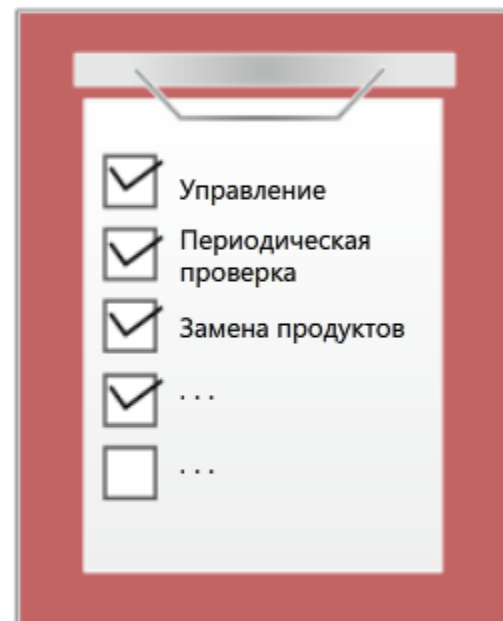 Управление
Периодическая
проверка
Замена продуктов
. . .
. . .